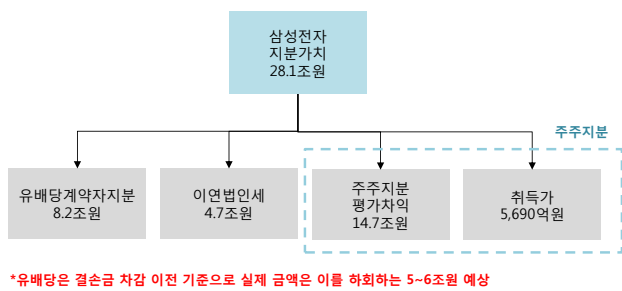 삼성전자
지분가치
28.1조원
주주지분
유배당계약자지분
8.2조원
이연법인세
4.7조원
주주지분
평가차익
14.7조원
취득가
5,690억원
*유배당은 결손금 차감 이전 기준으로 실제 금액은 이를 하회하는 5~6조원 예상